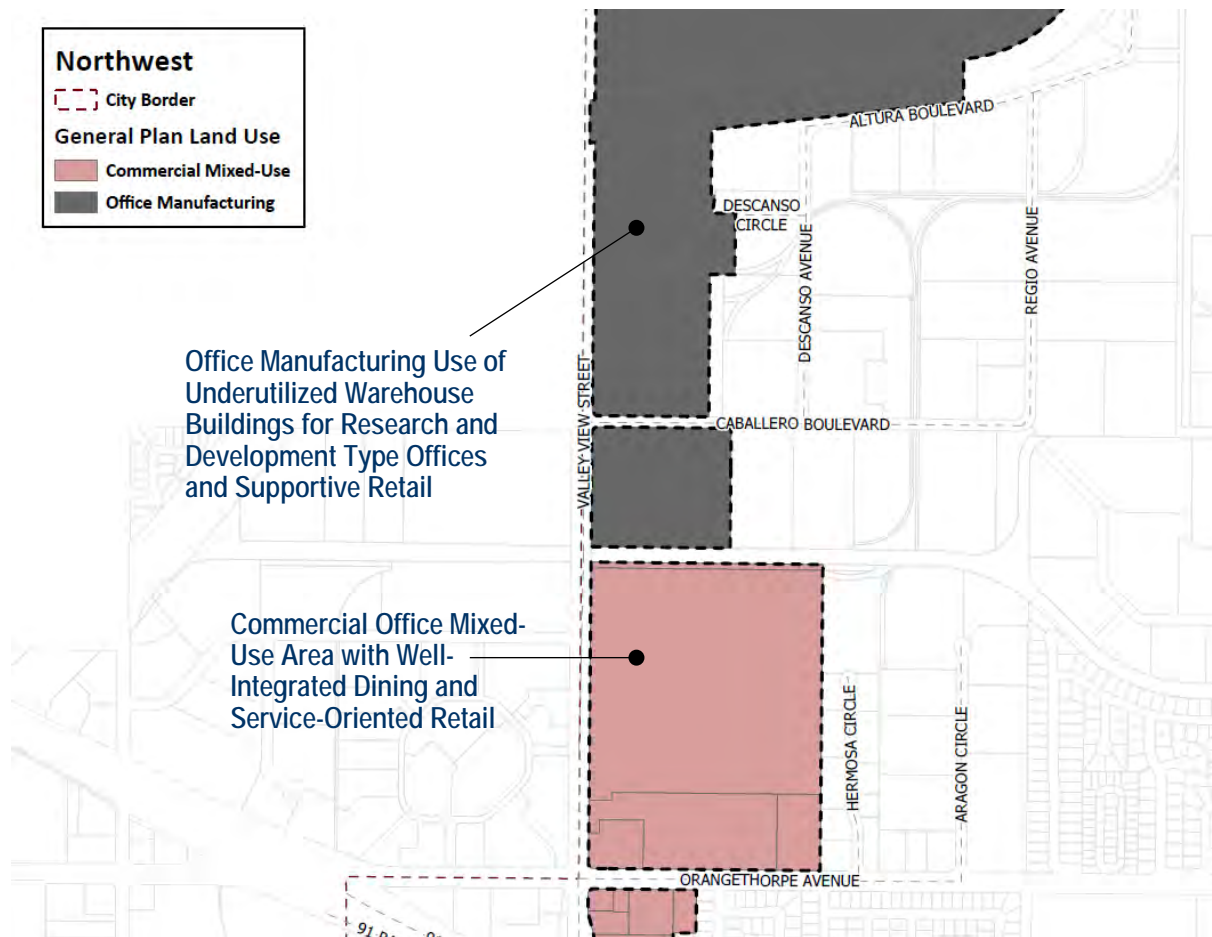 Northwest
City Border
General Plan Land Use
Commercial Mixed-Use
Office Manufacturing
ALTURA BOULEVARD
DESCANSO
CIRCLE
DESCANSO AVENUE
REGIO AVENUE
Office Manufacturing Use of
Underutilized Warehouse
Buildings for Research and
Development Type Offices
and Supportive Retail
VALLEY VIEW STREET
CABALLERO BOULEVARD
Commercial Office Mixed-
Use Area with Well-
Integrated Dining and
Service-Oriented Retail
HERMOSA CIRCLE
ARAGON CIRCLE
ORANGETHORPE AVENUE
91